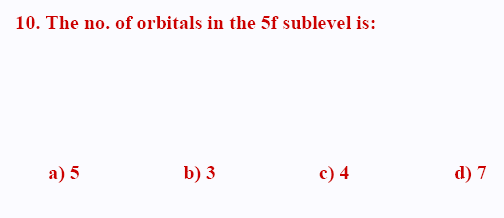 10. The no. of orbitals in the 5f sublevel is:
a) 5 b) 3 c) 4 d) 7